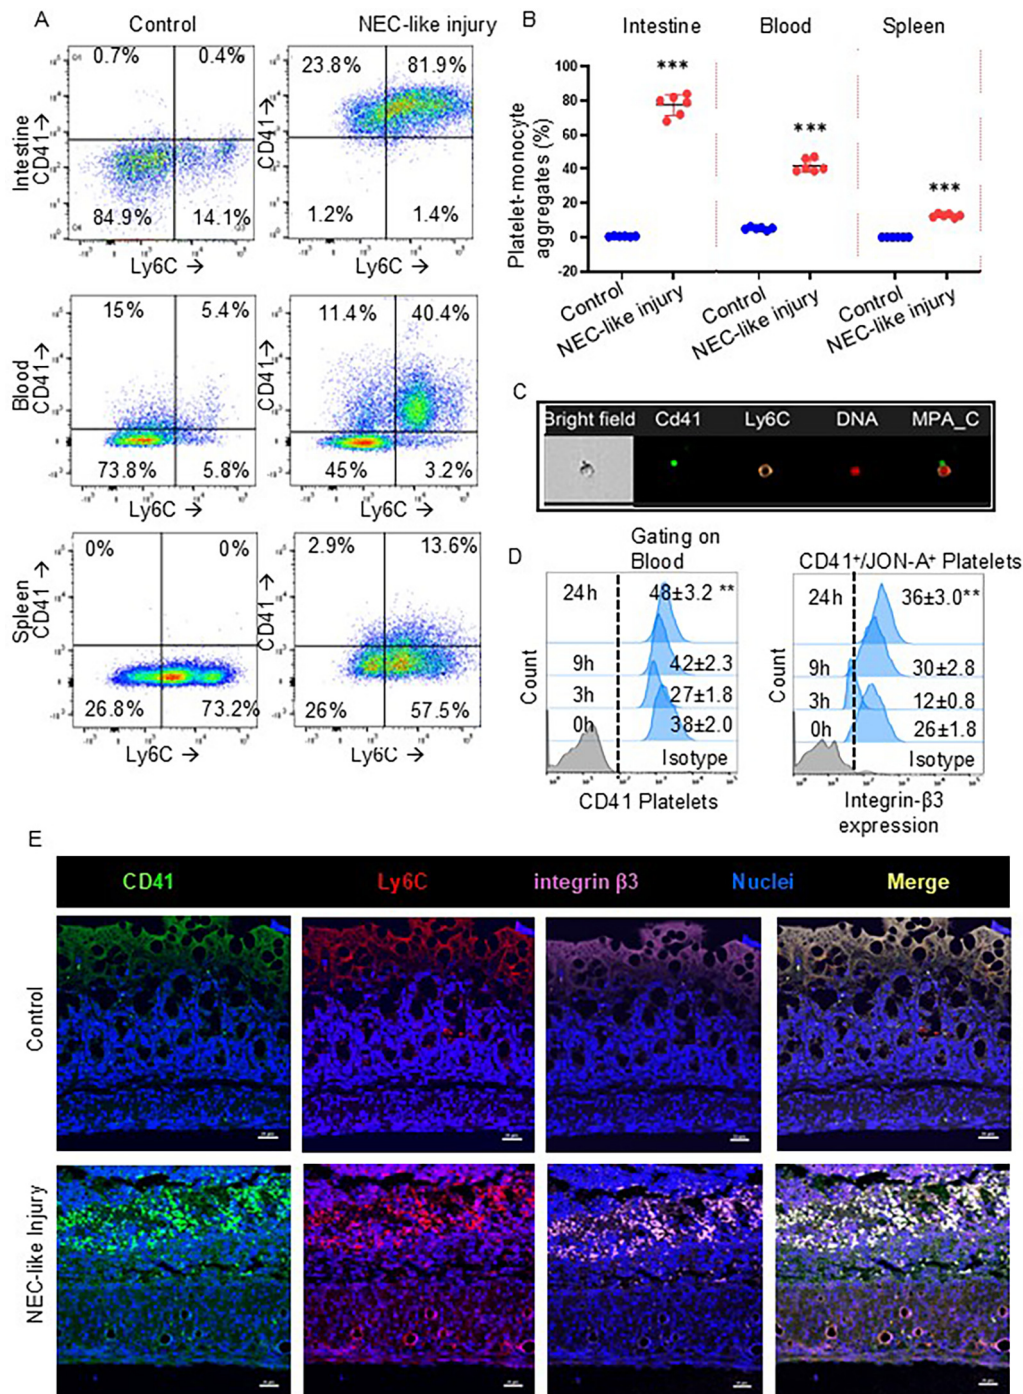 A
Control
NEC-like injury
0.7%
0.4%
84.9%
14.1%
Intestine
CD41→
Ly6C →
23.8%
81.9%
1.2%
1.4%
CD41→
Ly6C →
15%
5.4%
73.8%
5.8%
Blood
CD41→
Ly6C →
11.4%
40.4%
45%
3.2%
CD41→
Ly6C →
0%
0%
26.8%
73.2%
Spleen
CD41 →
Ly6C →
2.9%
13.6%
26%
57.5%
CD41→
Ly6C →
B
Intestine
Blood
Spleen
Platelet-monocyte
aggregates (%)
100
80
60
40
20
0
-20
***
***
***
Control
NEC-like injury
Control
NEC-like injury
Control
NEC-like injury
C
Bright field
Cd41
Ly6C
DNA
MPA_C
D
Gating on
Blood
24h
48±3.2 **
9h
42±2.3
3h
27±1.8
0h
38±2.0
Isotype
Count
CD41 Platelets
CD41⁺/JON-A⁺ Platelets
24h
36±3.0**
9h
30±2.8
3h
12±0.8
0h
26±1.8
Isotype
Count
Integrin-β3
expression
E
CD41
Ly6C
integrin β3
Nuclei
Merge
Control
NEC-like Injury